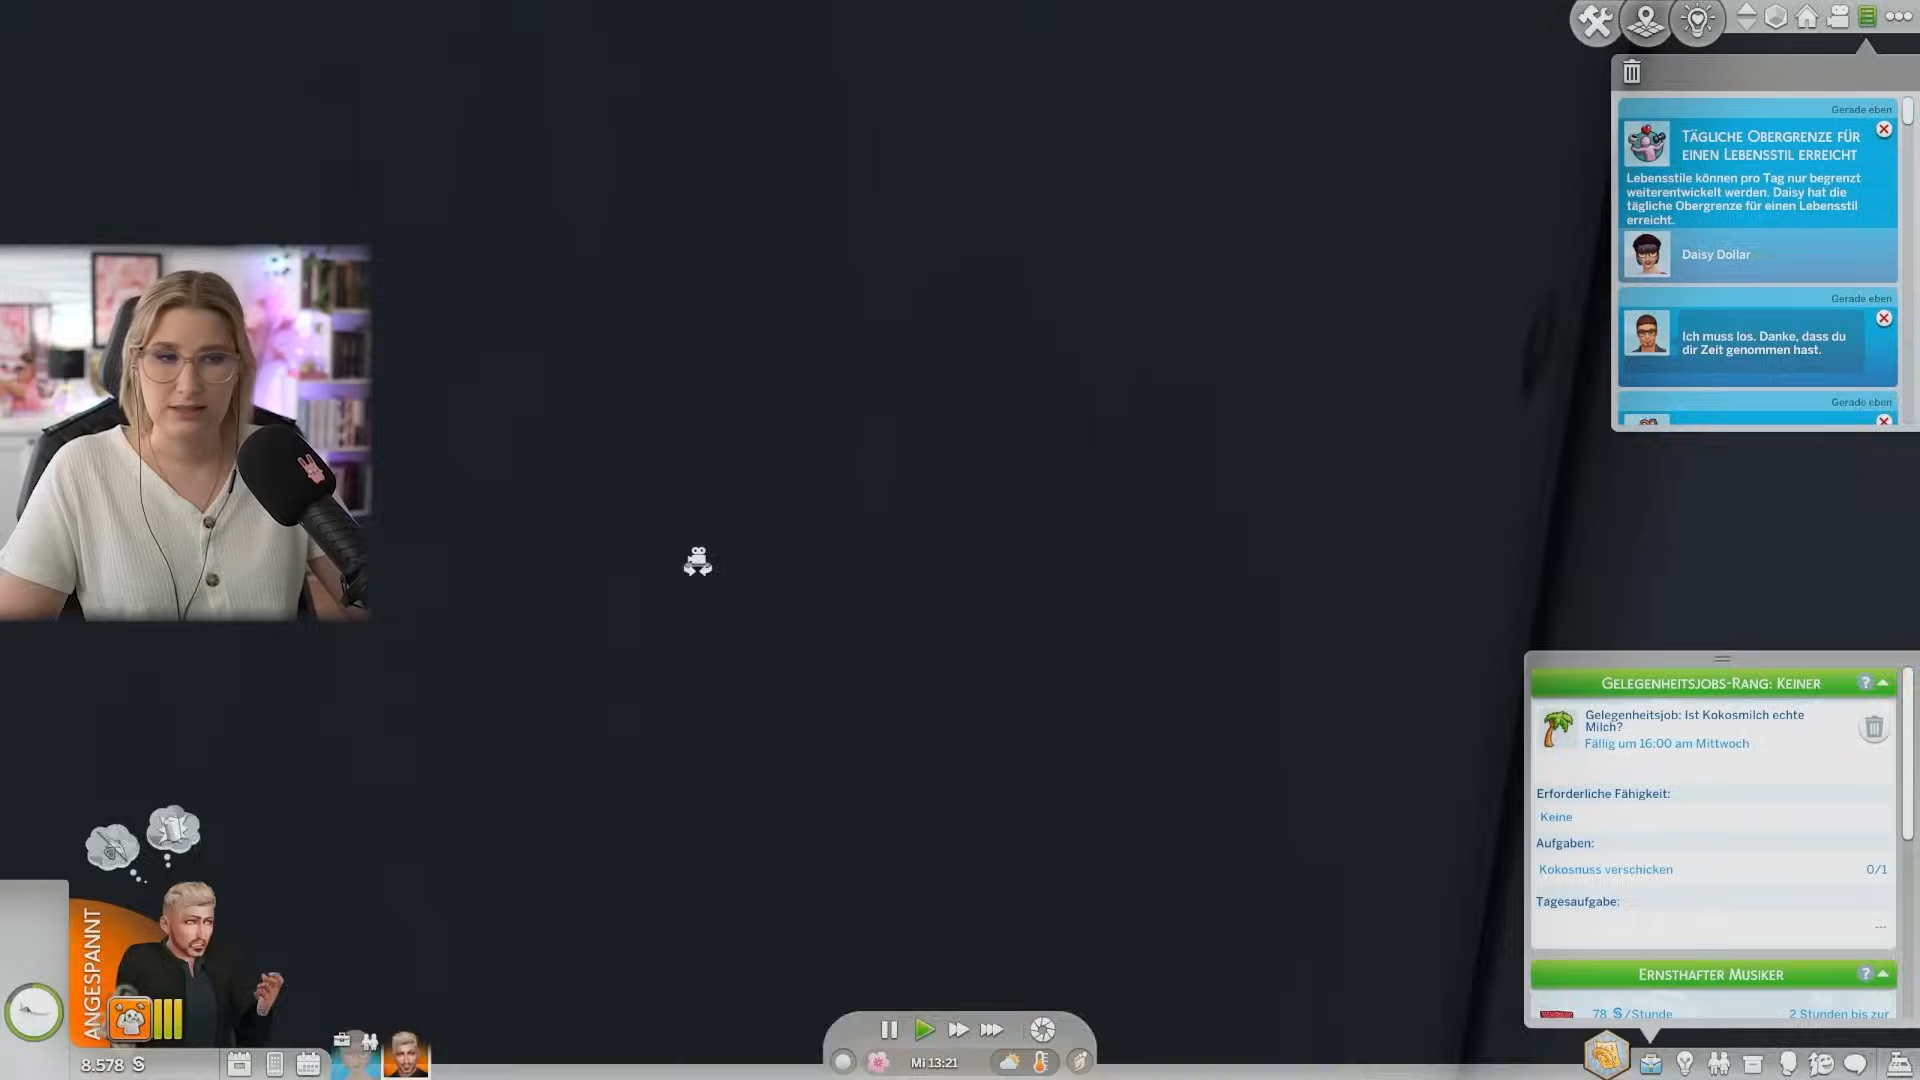 Gerade eben
TÄGLICHE OBERGRENZE FÜR
EINEN LEBENSSTIL ERREICHT
Lebensstile können pro Tag nur begrenzt
weiterentwickelt werden. Daisy hat die
tägliche Obergrenze für einen Lebensstil
erreicht.
Daisy Dollar
Gerade eben
Ich muss los. Danke, dass du
dir Zeit genommen hast.
Gerade eben
GELEGENHEITSJOBS-RANG: KEINER
Gelegenheitsjob: Ist Kokosmilch echte
Milch?
Fällig um 16:00 am Mittwoch
Erforderliche Fähigkeit:
Keine
Aufgaben:
Kokosnuss verschicken 0/1
Tagesaufgabe:
---
ERNSTHAFTER MUSIKER
78 §/Stunde 2 Stunden bis zur
ANGESPANNT
8.578 §
Mi 13:21